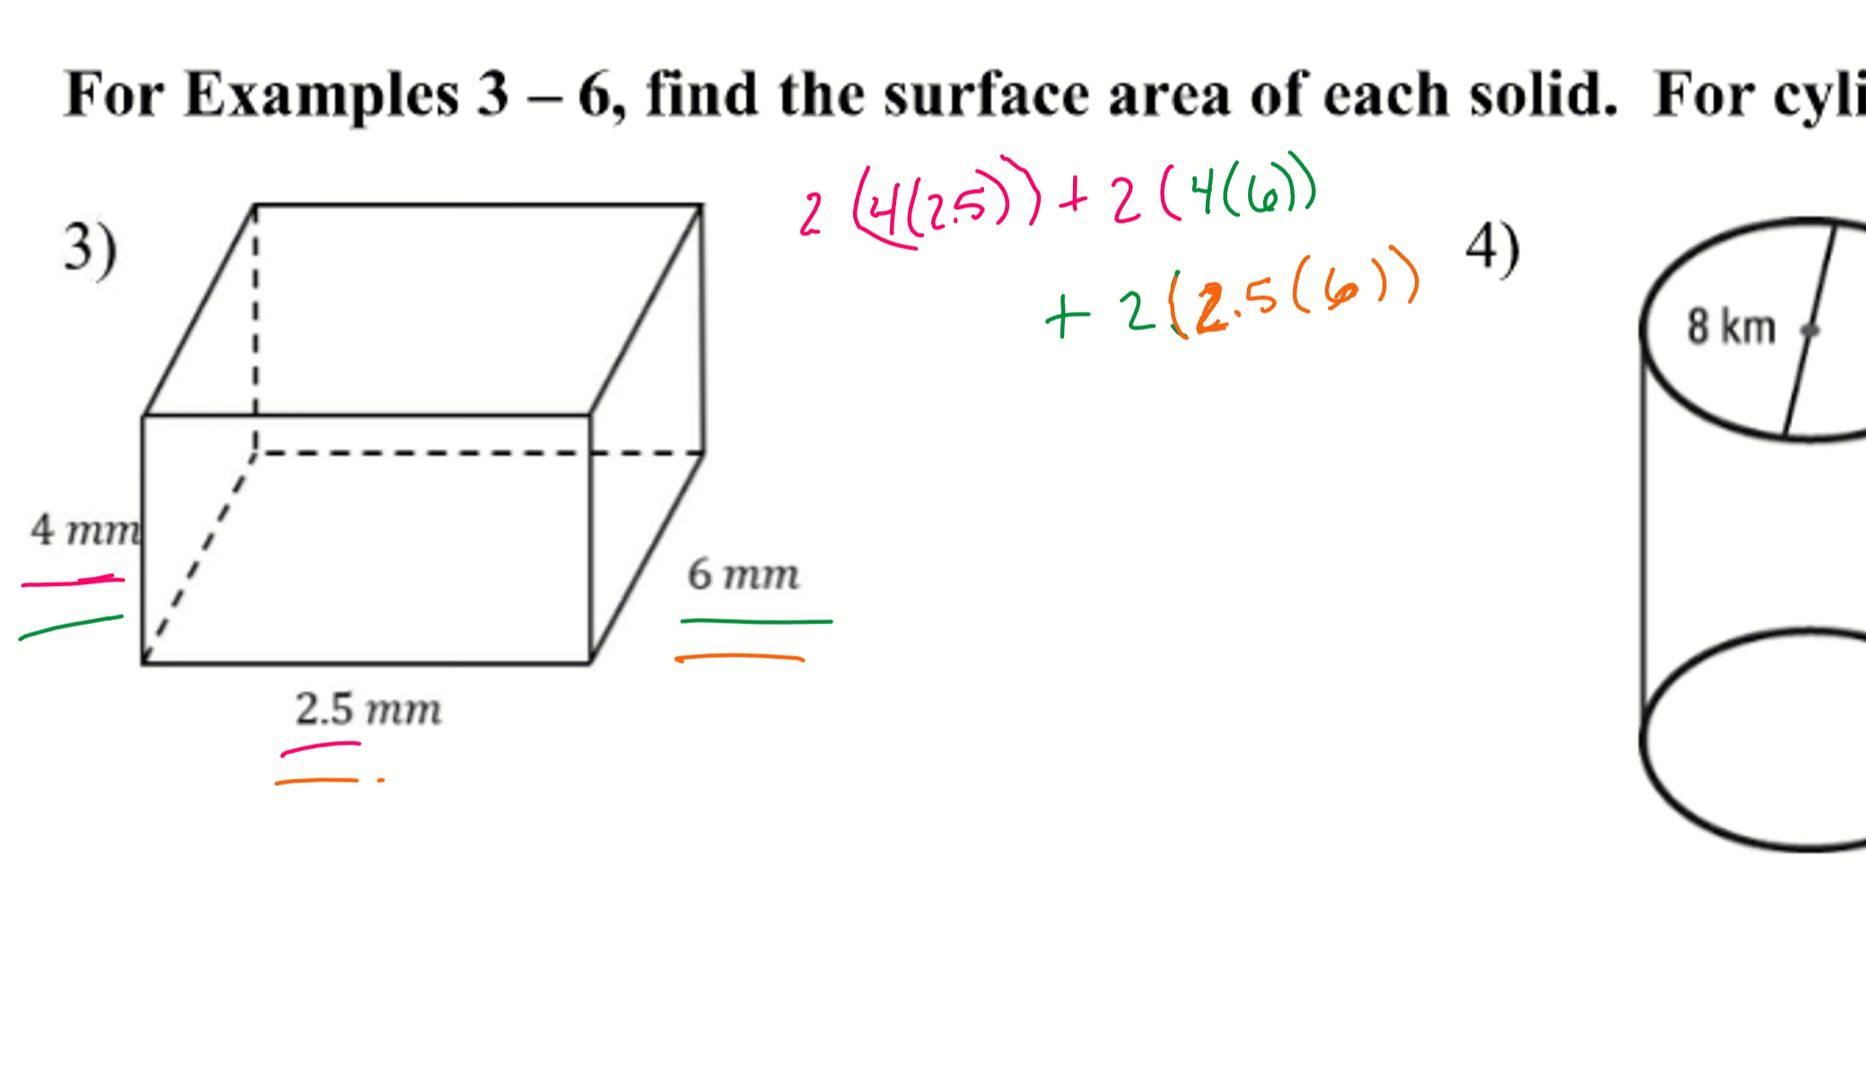 For Examples 3 – 6, find the surface area of each solid. For cyli
3)
2(4(2.5)) + 2(4(6))
+ 2(2.5(6))
4)
8 km
4 mm
6 mm
2.5 mm